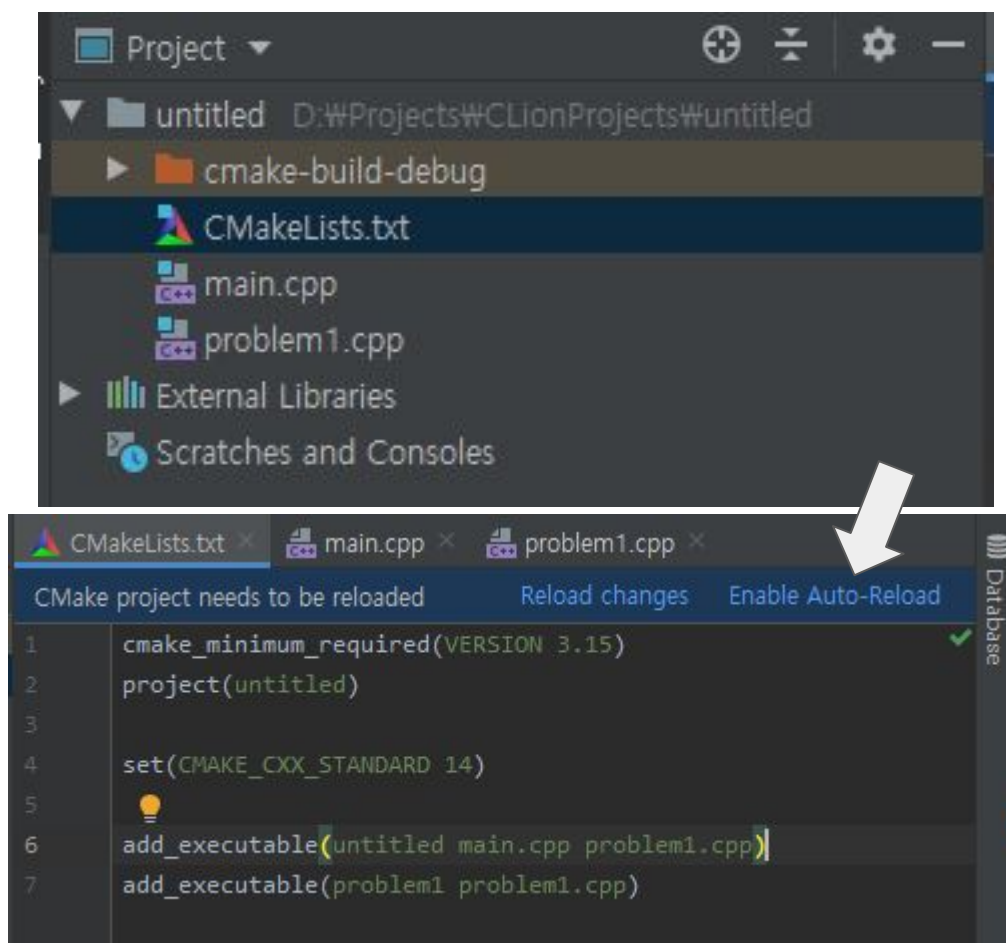 Project
untitled D:₩Projects₩CLionProjects₩untitled
cmake-build-debug
CMakeLists.txt
main.cpp
problem1.cpp
External Libraries
Scratches and Consoles
CMakeLists.txt main.cpp problem1.cpp
CMake project needs to be reloaded Reload changes Enable Auto-Reload
Database
1 cmake_minimum_required(VERSION 3.15)
2 project(untitled)
3
4 set(CMAKE_CXX_STANDARD 14)
5
6 add_executable(untitled main.cpp problem1.cpp)
7 add_executable(problem1 problem1.cpp)